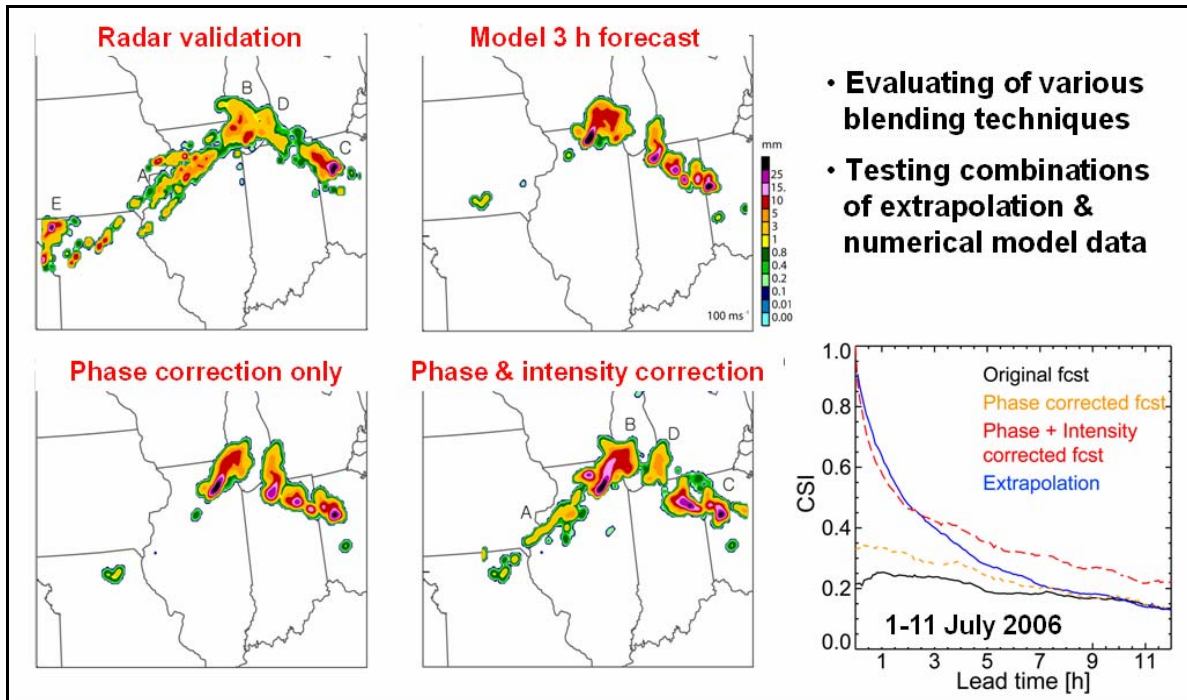 Radar validation
B
D
C
A
E
Model 3 h forecast
mm
25
15.
10
5
3
1
0.8
0.4
0.2
0.1
0.01
0.00
100 ms⁻¹
• Evaluating of various
blending techniques
• Testing combinations
of extrapolation &
numerical model data
Phase correction only
Phase & intensity correction
B
D
C
A
1.0
0.8
0.6
0.4
0.2
0.0
CSI
Original fcst
Phase corrected fcst
Phase + Intensity
corrected fcst
Extrapolation
1-11 July 2006
1 3 5 7 9 11
Lead time [h]